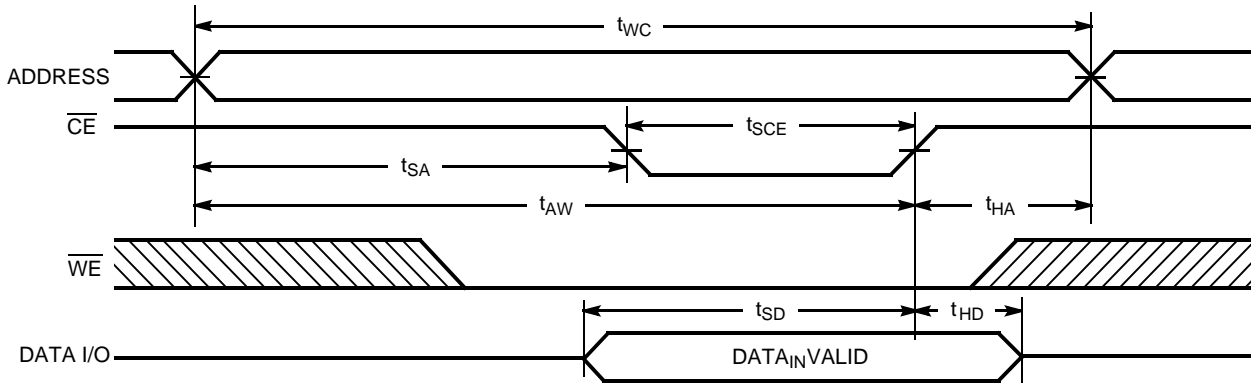 tWC
ADDRESS
CE
tSCE
tSA
tAW
tHA
WE
tSD
tHD
DATA I/O
DATAINVALID